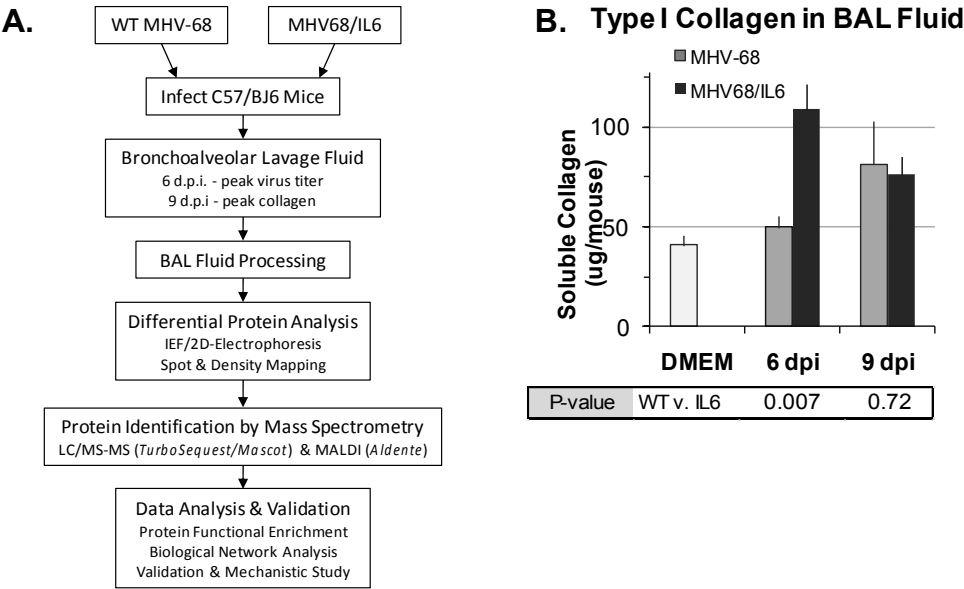 A.
WT MHV-68
MHV68/IL6
Infect C57/BJ6 Mice
Bronchoalveolar Lavage Fluid
6 d.p.i. - peak virus titer
9 d.p.i - peak collagen
BAL Fluid Processing
Differential Protein Analysis
IEF/2D-Electrophoresis
Spot & Density Mapping
Protein Identification by Mass Spectrometry
LC/MS-MS (TurboSequest/Mascot) & MALDI (Aldente)
Data Analysis & Validation
Protein Functional Enrichment
Biological Network Analysis
Validation & Mechanistic Study
B. Type I Collagen in BAL Fluid
MHV-68
MHV68/IL6
Soluble Collagen
(ug/mouse)
100
50
0
DMEM 6 dpi 9 dpi
P-value WT v. IL6 0.007 0.72